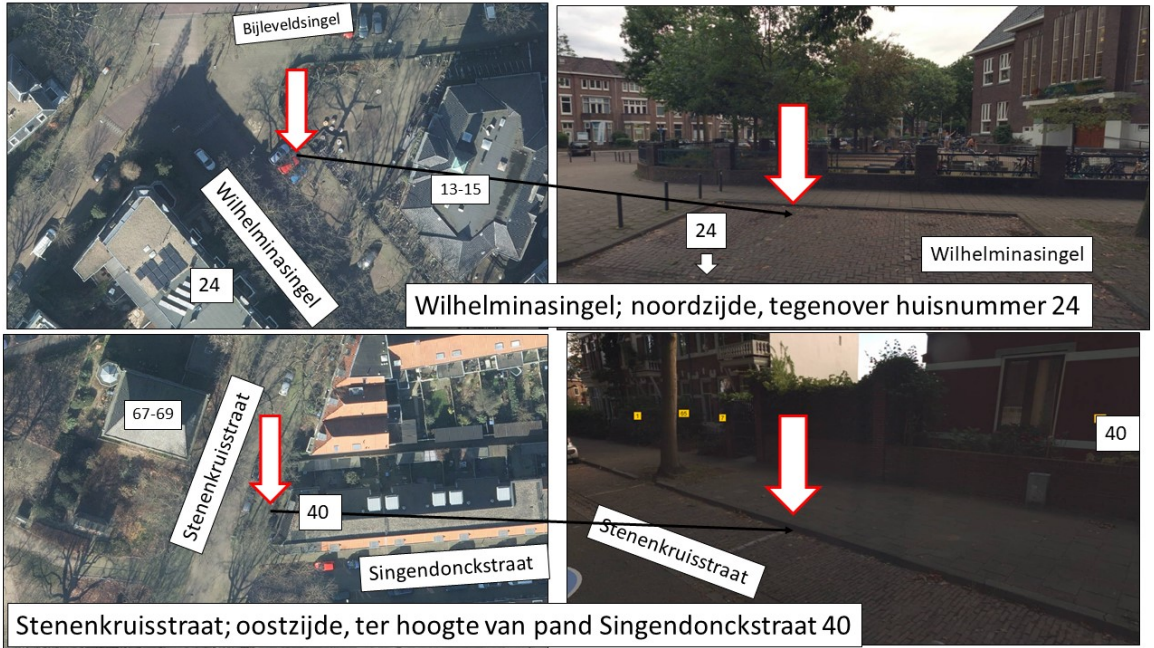 Bijleveldsingel
13-15
Wilhelminasingel
24
24
Wilhelminasingel
Wilhelminasingel; noordzijde, tegenover huisnummer 24
67-69
Stenenkruisstraat
40
Singendonckstraat
40
Stenenkruisstraat
Stenenkruisstraat; oostzijde, ter hoogte van pand Singendonckstraat 40